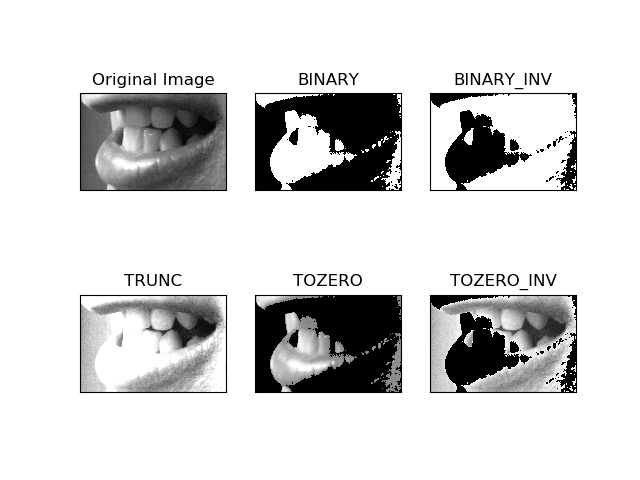 Original Image
BINARY
BINARY_INV
TRUNC
TOZERO
TOZERO_INV